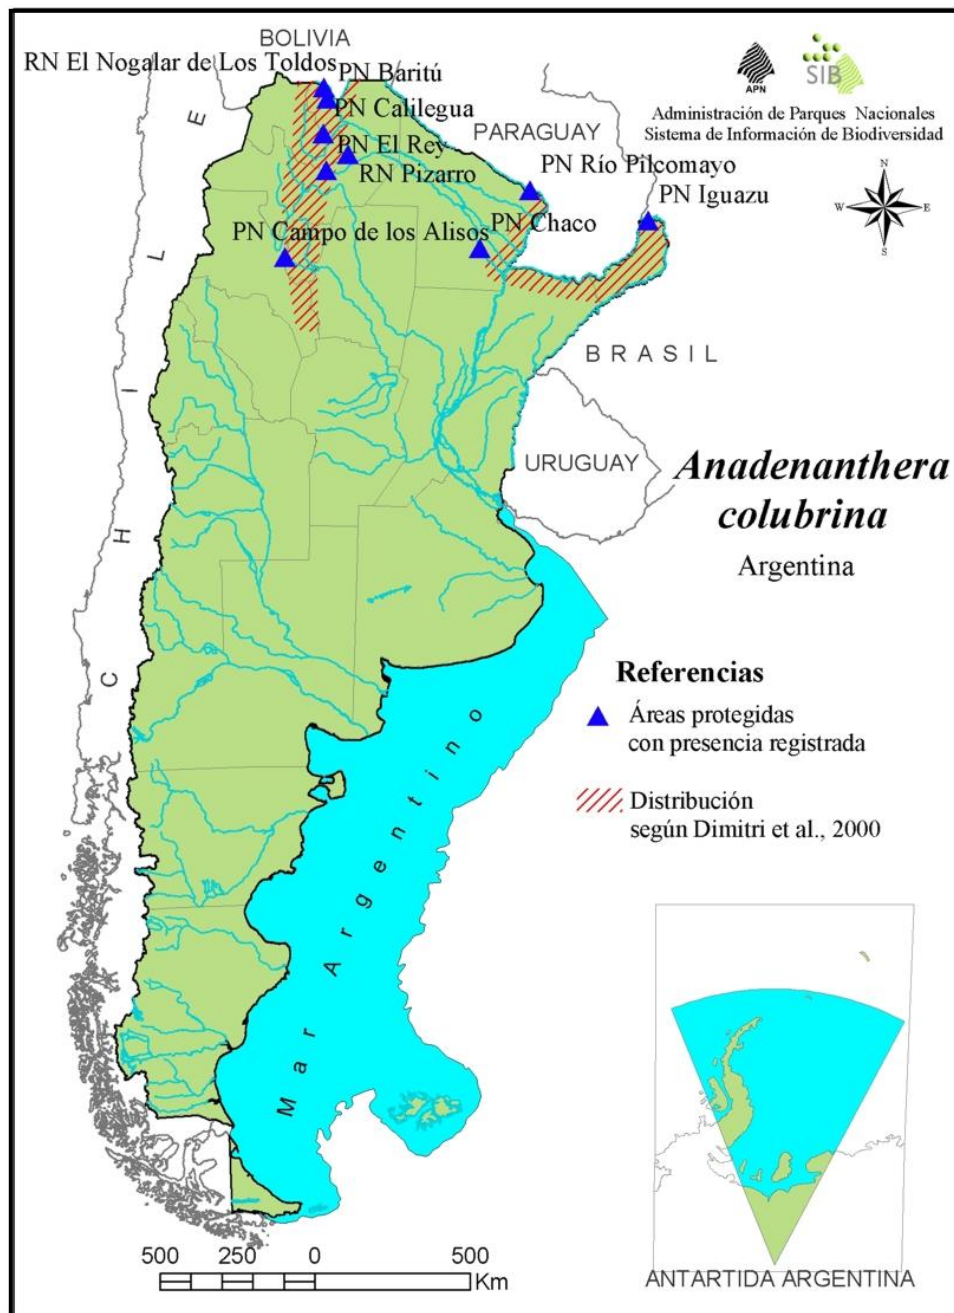 BOLIVIA
RN El Nogalar de Los Toldos
PN Baritú
PN Calilegua
PN El Rey
RN Pizarro
PARAGUAY
PN Río Pilcomayo
PN Iguazu
PN Chaco
PN Campo de los Alisos
APN
SIB
Administración de Parques Nacionales
Sistema de Información de Biodiversidad
N
W
E
S
CHILE
BRASIL
URUGUAY
Anadenanthera
colubrina
Argentina
Referencias
Áreas protegidas
con presencia registrada
Distribución
según Dimitri et al., 2000
Mar Argentino
500 250 0 500
Km
ANTARTIDA ARGENTINA